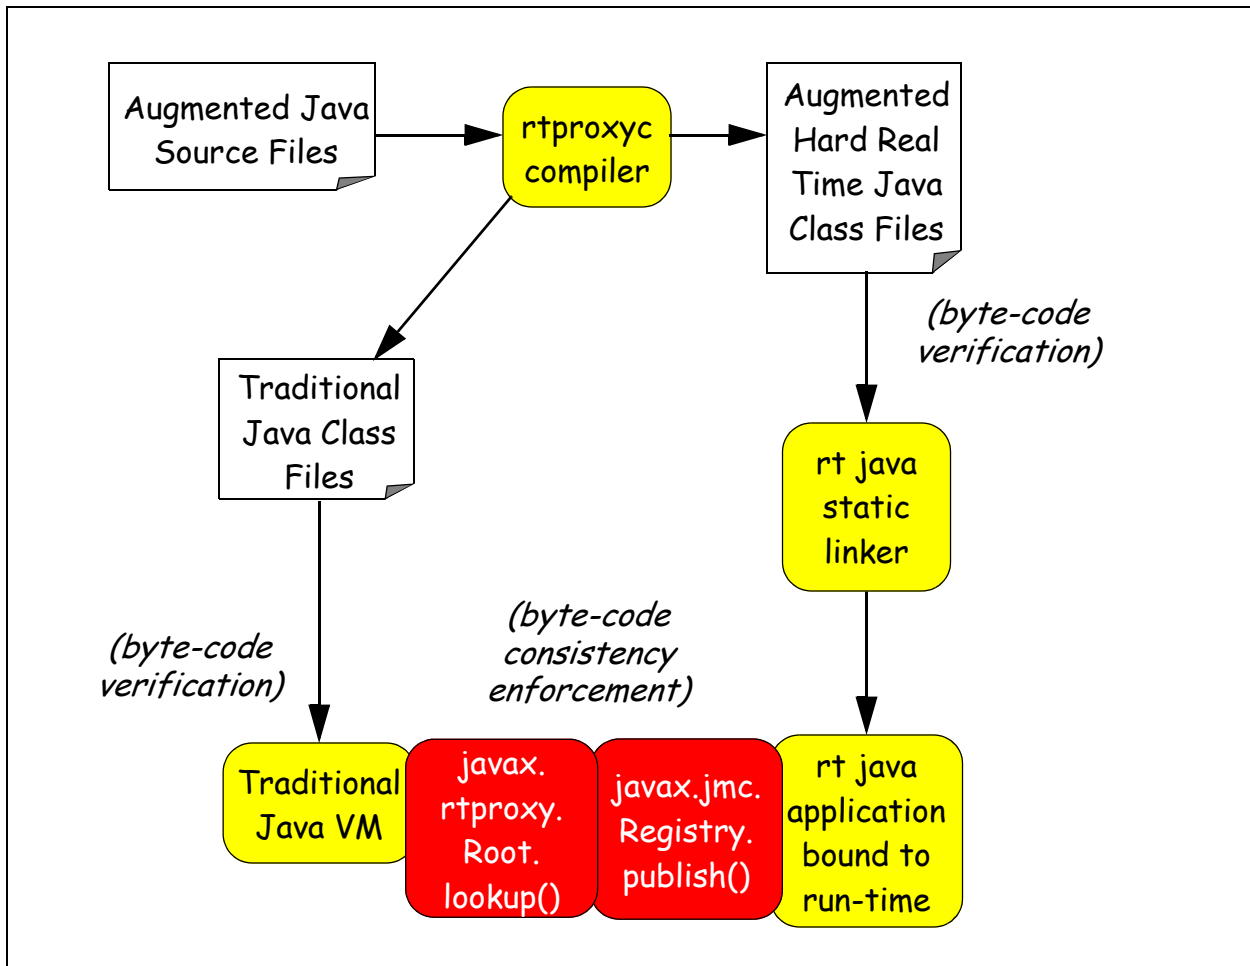 Augmented Java
Source Files
rtproxyc
compiler
Augmented
Hard Real
Time Java
Class Files
(byte-code
verification)
Traditional
Java Class
Files
rt java
static
linker
(byte-code
verification)
(byte-code
consistency
enforcement)
Traditional
Java VM
javax.
rtproxy.
Root.
lookup()
javax.jmc.
Registry.
publish()
rt java
application
bound to
run-time